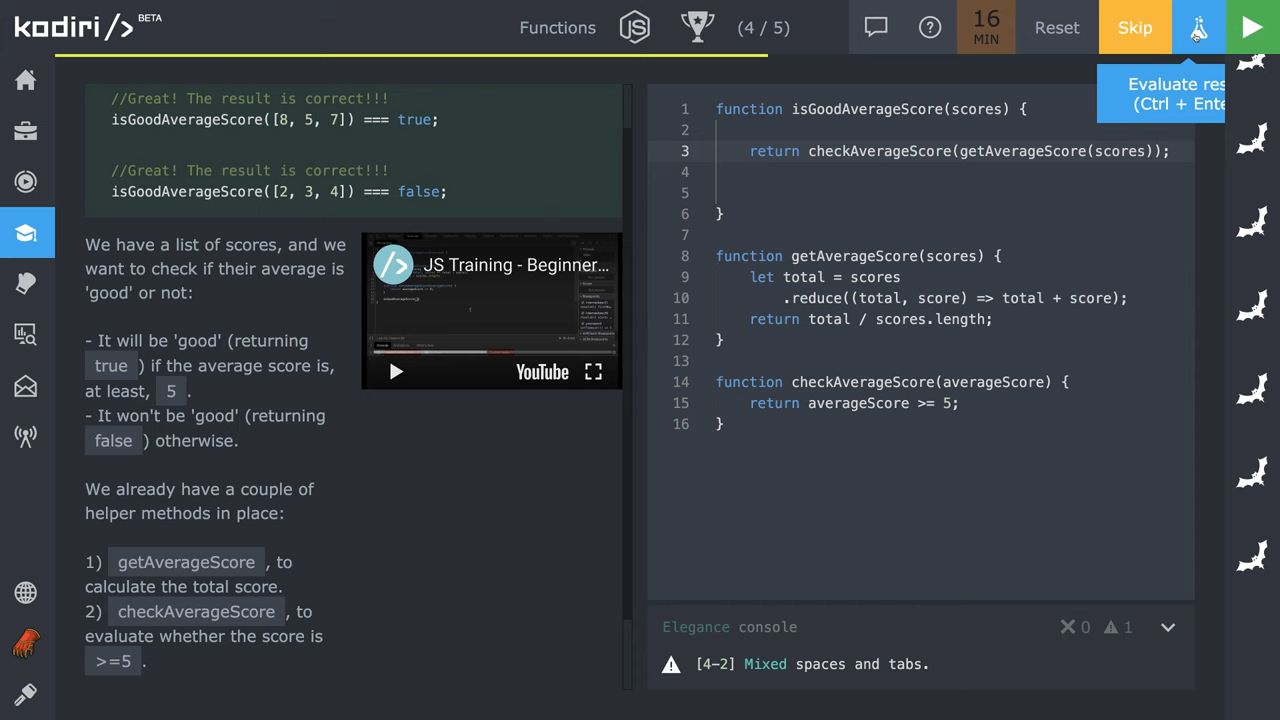 kodiri/> BETA
Functions
JS
(4 / 5)
16
MIN
Reset
Skip
Evaluate res
(Ctrl + Ente
//Great! The result is correct!!!
isGoodAverageScore([8, 5, 7]) === true;
//Great! The result is correct!!!
isGoodAverageScore([2, 3, 4]) === false;
We have a list of scores, and we
want to check if their average is
'good' or not:
- It will be 'good' (returning
true ) if the average score is,
at least, 5 .
- It won't be 'good' (returning
false ) otherwise.
We already have a couple of
helper methods in place:
1) getAverageScore , to
calculate the total score.
2) checkAverageScore , to
evaluate whether the score is
>=5 .
</> JS Training - Beginner...
YouTube
1 function isGoodAverageScore(scores) {
2
3 return checkAverageScore(getAverageScore(scores));
4
5
6 }
7
8 function getAverageScore(scores) {
9 let total = scores
10 .reduce((total, score) => total + score);
11 return total / scores.length;
12 }
13
14 function checkAverageScore(averageScore) {
15 return averageScore >= 5;
16 }
Elegance console
0 1
[4-2] Mixed spaces and tabs.